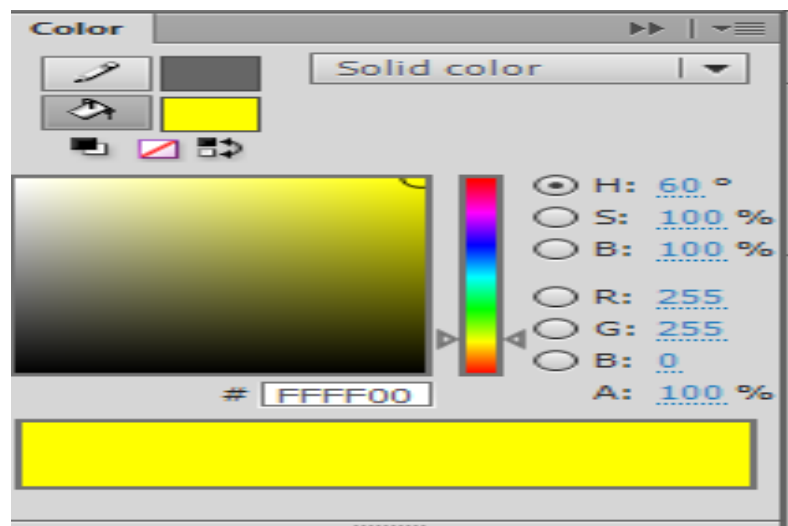 Color
Solid color
H: 60 °
S: 100 %
B: 100 %
R: 255
G: 255
B: 0
# FFFF00
A: 100 %